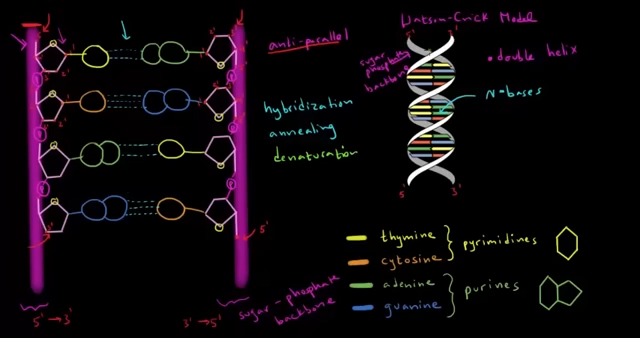 Watson-Crick Model
anti-parallel
sugar
phosphate
backbone
• double helix
hybridization
annealing
denaturation
N-bases
5'
3'
5'
thymine
cytosine
pyrimidines
adenine
guanine
purines
sugar-phosphate
backbone
5' → 3'
3' → 5'